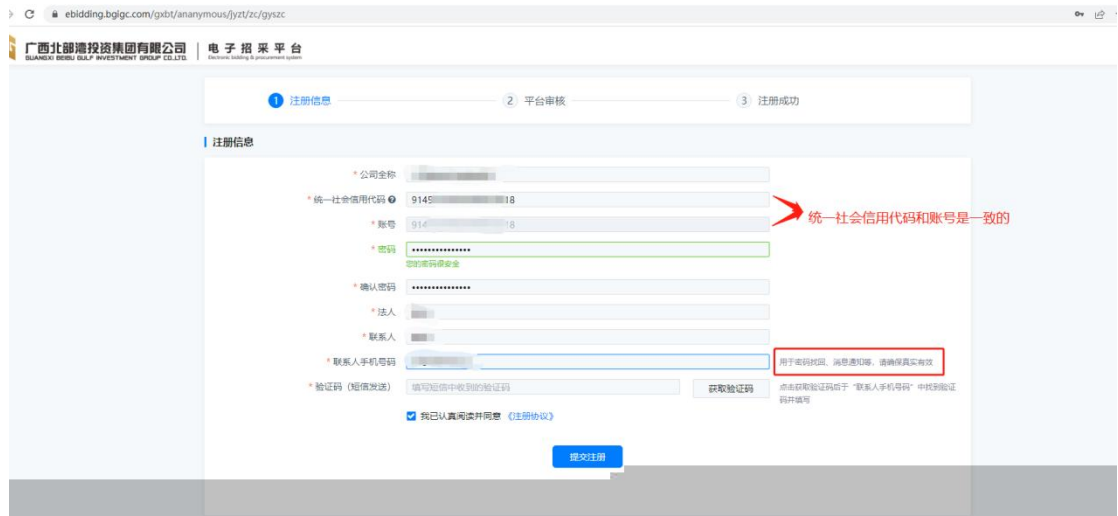 ebidding.bgigc.com/gxbt/ananymous/jyzt/zc/gyszc
广西北部湾投资集团有限公司
GUANGXI BEIBU GULF INVESTMENT GROUP CO.,LTD.
电子招采平台
Electronic bidding & procurement system
1 注册信息
2 平台审核
3 注册成功
注册信息
* 公司全称
* 统一社会信用代码
9145
18
* 账号
914
8
统一社会信用代码和账号是一致的
* 密码
您的密码很安全
* 确认密码
* 法人
* 联系人
* 联系人手机号码
用于密码找回、消息通知等，请确保真实有效
* 验证码（短信发送）
填写短信中收到的验证码
获取验证码
点击获取验证码后于“联系人手机号码”中找到验证
码并填写
我已认真阅读并同意 《注册协议》
提交注册